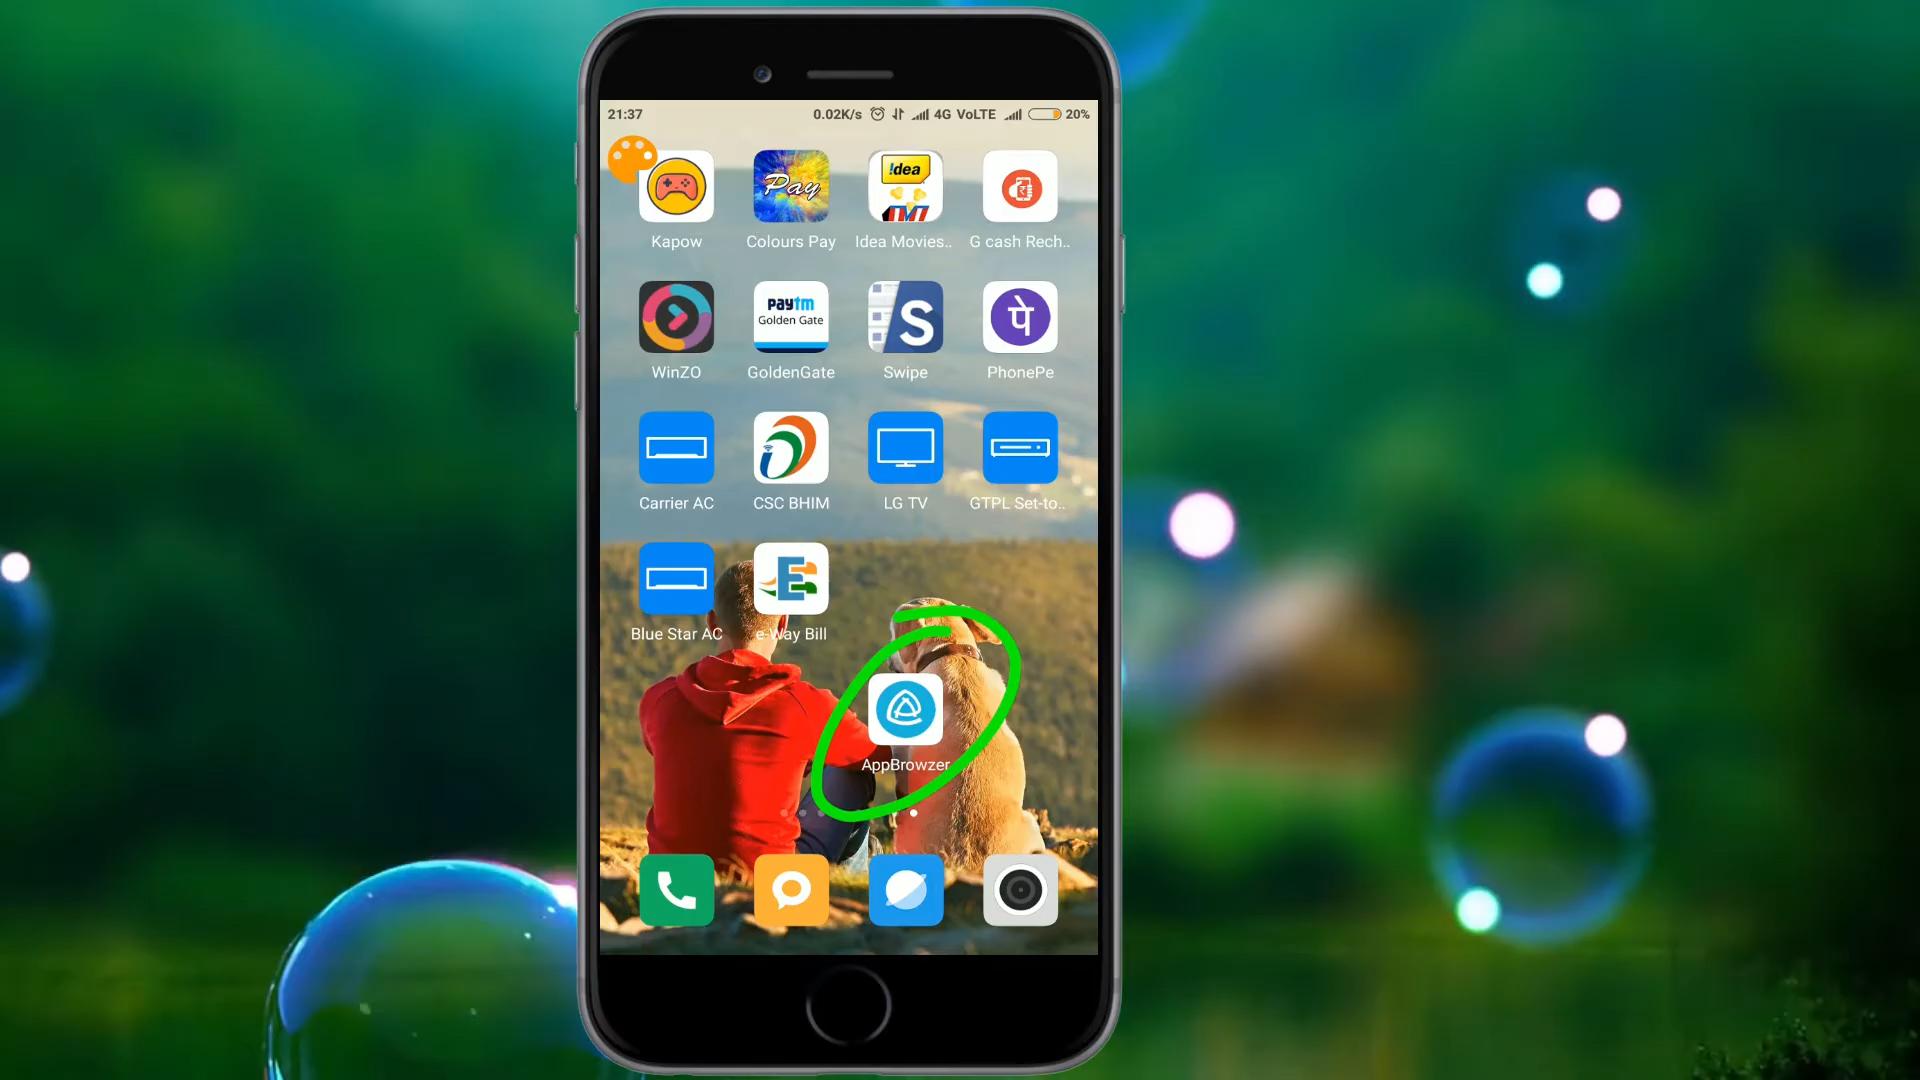 21:37 0.02K/s 4G VoLTE 20%
Pay !dea
Kapow Colours Pay Idea Movies.. G cash Rech..
paytm
Golden Gate S पे
WinZO GoldenGate Swipe PhonePe
Carrier AC CSC BHIM LG TV GTPL Set-to..
E
Blue Star AC e-Way Bill
AppBrowzer